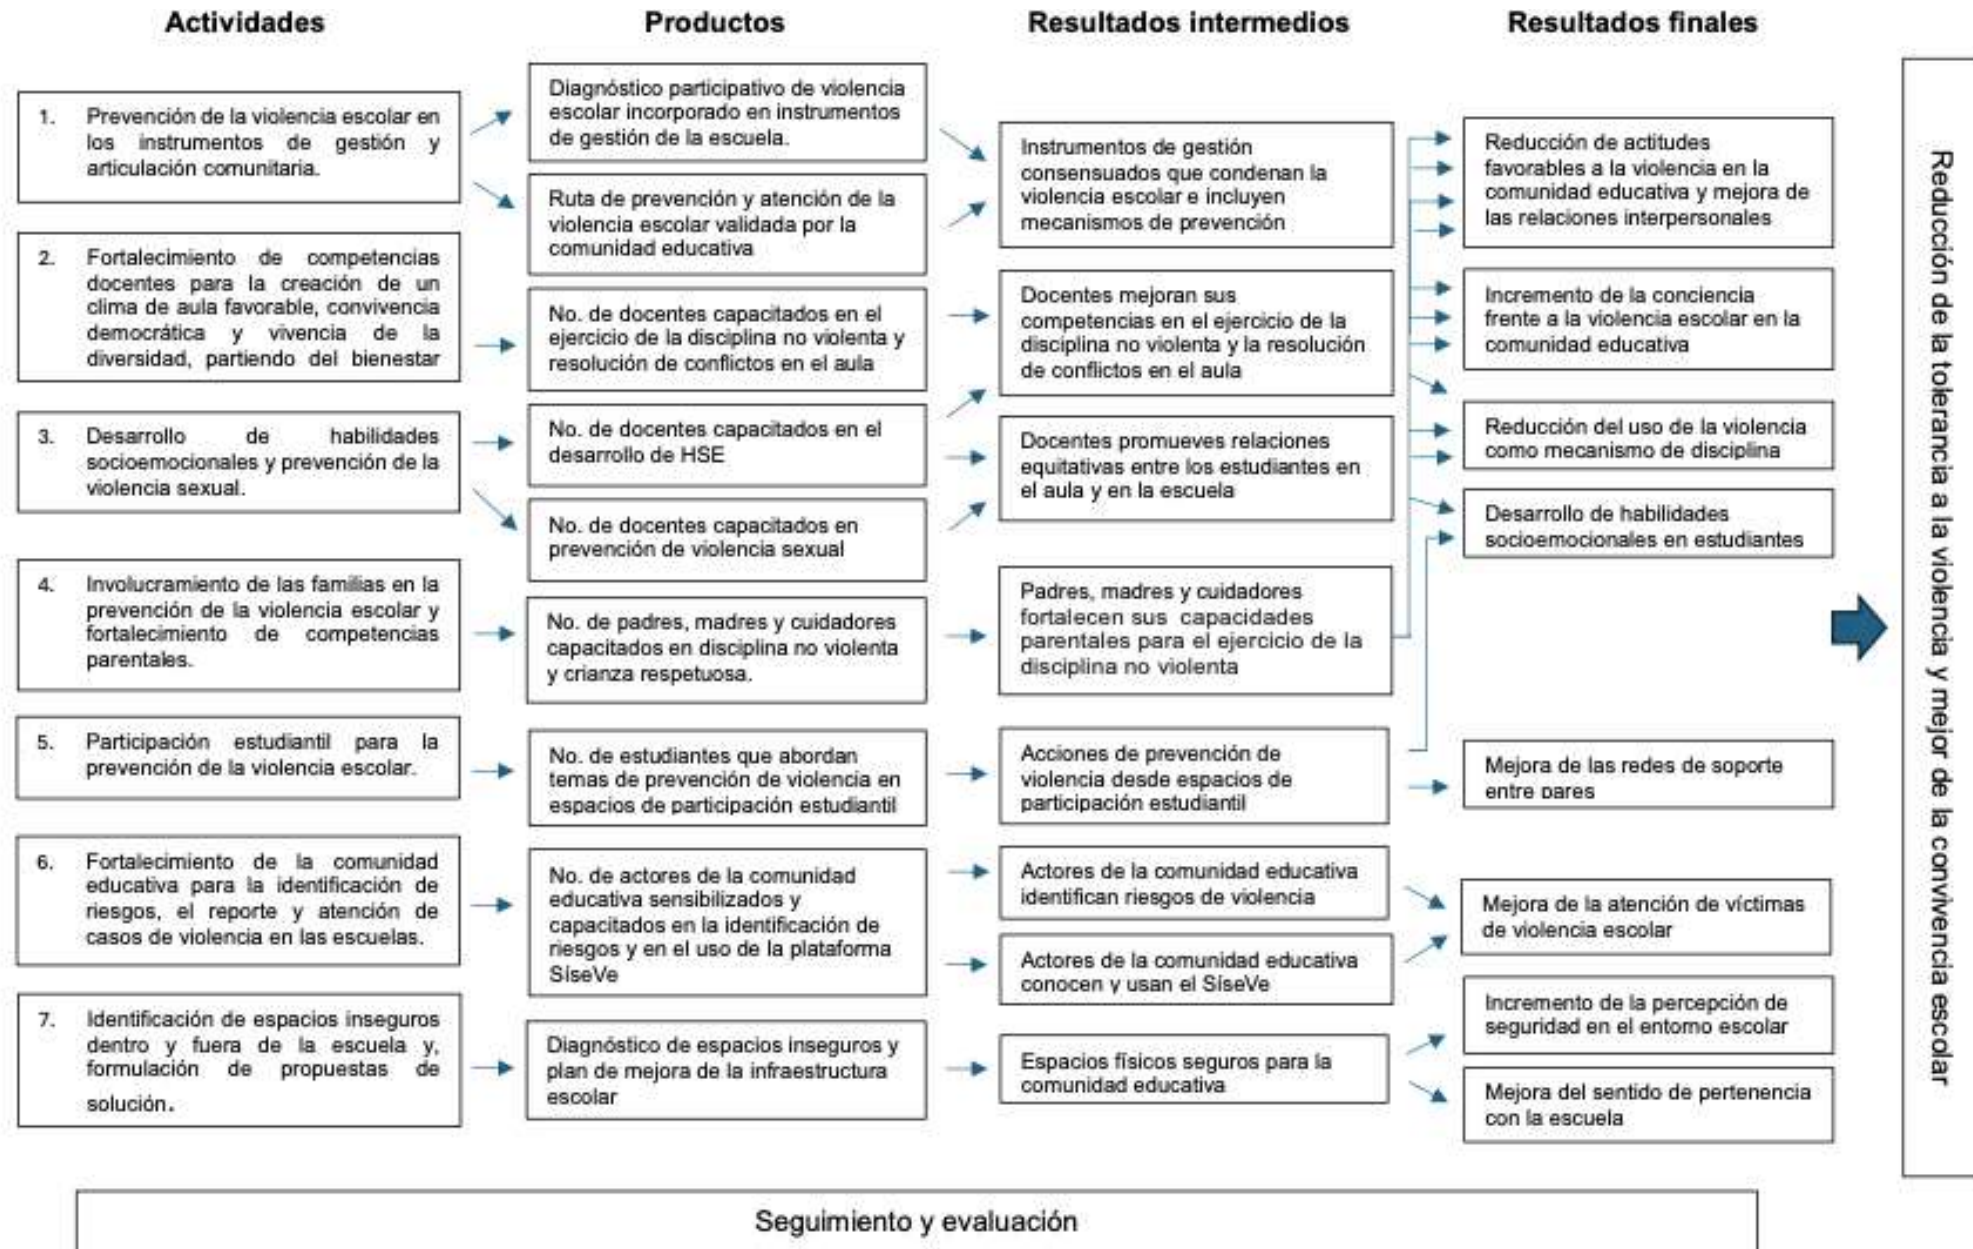 Actividades
Productos
Resultados intermedios
Resultados finales
1. Prevención de la violencia escolar en
los instrumentos de gestión y
articulación comunitaria.
2. Fortalecimiento de competencias
docentes para la creación de un
clima de aula favorable, convivencia
democrática y vivencia de la
diversidad, partiendo del bienestar
3. Desarrollo de habilidades
socioemocionales y prevención de la
violencia sexual.
4. Involucramiento de las familias en la
prevención de la violencia escolar y
fortalecimiento de competencias
parentales.
5. Participación estudiantil para la
prevención de la violencia escolar.
6. Fortalecimiento de la comunidad
educativa para la identificación de
riesgos, el reporte y atención de
casos de violencia en las escuelas.
7. Identificación de espacios inseguros
dentro y fuera de la escuela y,
formulación de propuestas de
solución.
Diagnóstico participativo de violencia
escolar incorporado en instrumentos
de gestión de la escuela.
Ruta de prevención y atención de la
violencia escolar validada por la
comunidad educativa
No. de docentes capacitados en el
ejercicio de la disciplina no violenta y
resolución de conflictos en el aula
No. de docentes capacitados en el
desarrollo de HSE
No. de docentes capacitados en
prevención de violencia sexual
No. de padres, madres y cuidadores
capacitados en disciplina no violenta
y crianza respetuosa.
No. de estudiantes que abordan
temas de prevención de violencia en
espacios de participación estudiantil
No. de actores de la comunidad
educativa sensibilizados y
capacitados en la identificación de
riesgos y en el uso de la plataforma
SíseVe
Diagnóstico de espacios inseguros y
plan de mejora de la infraestructura
escolar
Instrumentos de gestión
consensuados que condenan la
violencia escolar e incluyen
mecanismos de prevención
Docentes mejoran sus
competencias en el ejercicio de la
disciplina no violenta y la resolución
de conflictos en el aula
Docentes promueves relaciones
equitativas entre los estudiantes en
el aula y en la escuela
Padres, madres y cuidadores
fortalecen sus capacidades
parentales para el ejercicio de la
disciplina no violenta
Acciones de prevención de
violencia desde espacios de
participación estudiantil
Actores de la comunidad educativa
identifican riesgos de violencia
Actores de la comunidad educativa
conocen y usan el SíseVe
Espacios físicos seguros para la
comunidad educativa
Reducción de actitudes
favorables a la violencia en la
comunidad educativa y mejora de
las relaciones interpersonales
Incremento de la conciencia
frente a la violencia escolar en la
comunidad educativa
Reducción del uso de la violencia
como mecanismo de disciplina
Desarrollo de habilidades
socioemocionales en estudiantes
Mejora de las redes de soporte
entre pares
Mejora de la atención de víctimas
de violencia escolar
Incremento de la percepción de
seguridad en el entorno escolar
Mejora del sentido de pertenencia
con la escuela
Reducción de la tolerancia a la violencia y mejor de la convivencia escolar
Seguimiento y evaluación